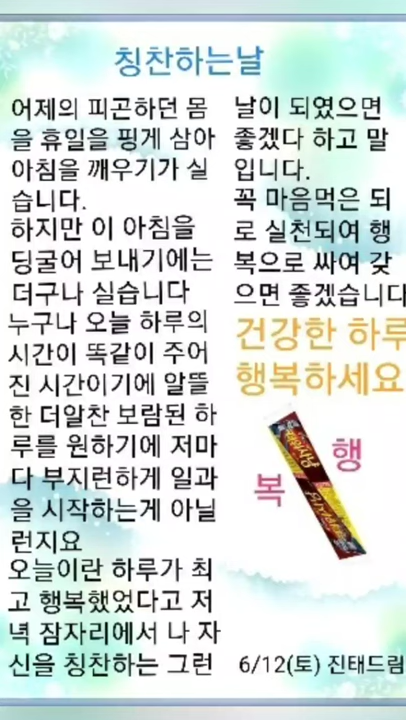 칭찬하는날
어제의 피곤하던 몸
을 휴일을 핑게 삼아
아침을 깨우기가 실
습니다.
하지만 이 아침을
딩굴어 보내기에는
더구나 실습니다
누구나 오늘 하루의
시간이 똑같이 주어
진 시간이기에 알뜰
한 더알찬 보람된 하
루를 원하기에 저마
다 부지런하게 일과
을 시작하는게 아닐
런지요
오늘이란 하루가 최
고 행복했었다고 저
녁 잠자리에서 나 자
신을 칭찬하는 그런
날이 되였으면
좋겠다 하고 말
입니다.
꼭 마음먹은 되
로 실천되여 행
복으로 싸여 갖
으면 좋겠습니다
건강한 하루
행복하세요
행
복
6/12(토) 진태드림